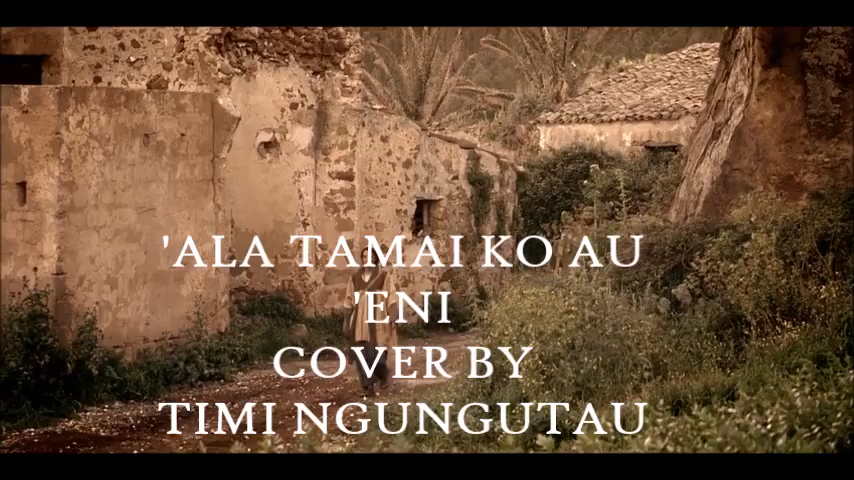 'ALA TAMAI KO AU
'ENI
COVER BY
TIMI NGUNGUTAU